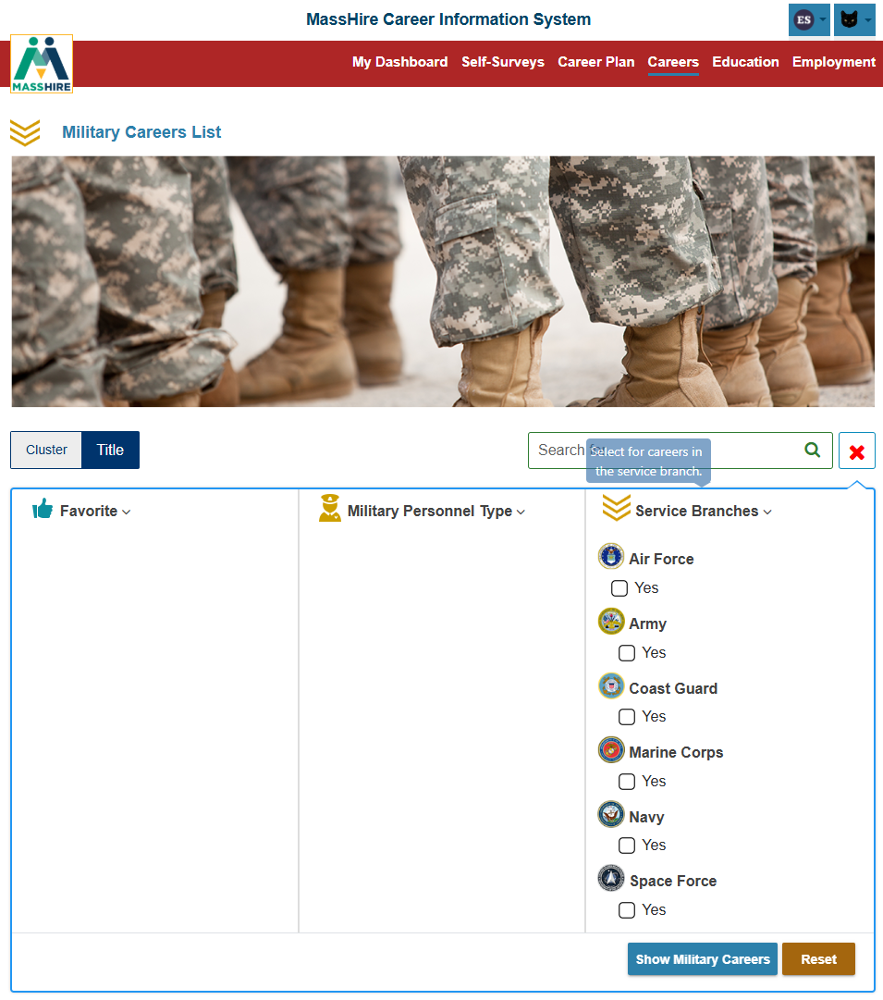 MassHire Career Information System
ES
MASSHIRE
My Dashboard Self-Surveys Career Plan Careers Education Employment
Military Careers List
Cluster Title
Search
Select for careers in
the service branch.
Favorite
Military Personnel Type
Service Branches
Air Force
Yes
Army
Yes
Coast Guard
Yes
Marine Corps
Yes
Navy
Yes
Space Force
Yes
Show Military Careers Reset